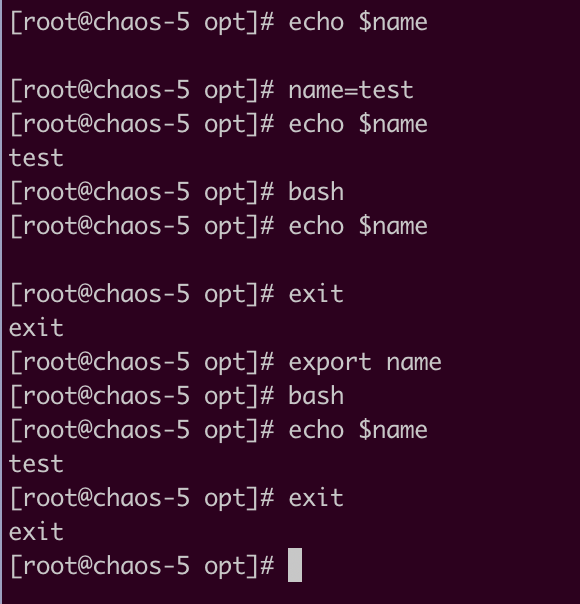 [root@chaos-5 opt]# echo $name
[root@chaos-5 opt]# name=test
[root@chaos-5 opt]# echo $name
test
[root@chaos-5 opt]# bash
[root@chaos-5 opt]# echo $name
[root@chaos-5 opt]# exit
exit
[root@chaos-5 opt]# export name
[root@chaos-5 opt]# bash
[root@chaos-5 opt]# echo $name
test
[root@chaos-5 opt]# exit
exit
[root@chaos-5 opt]#